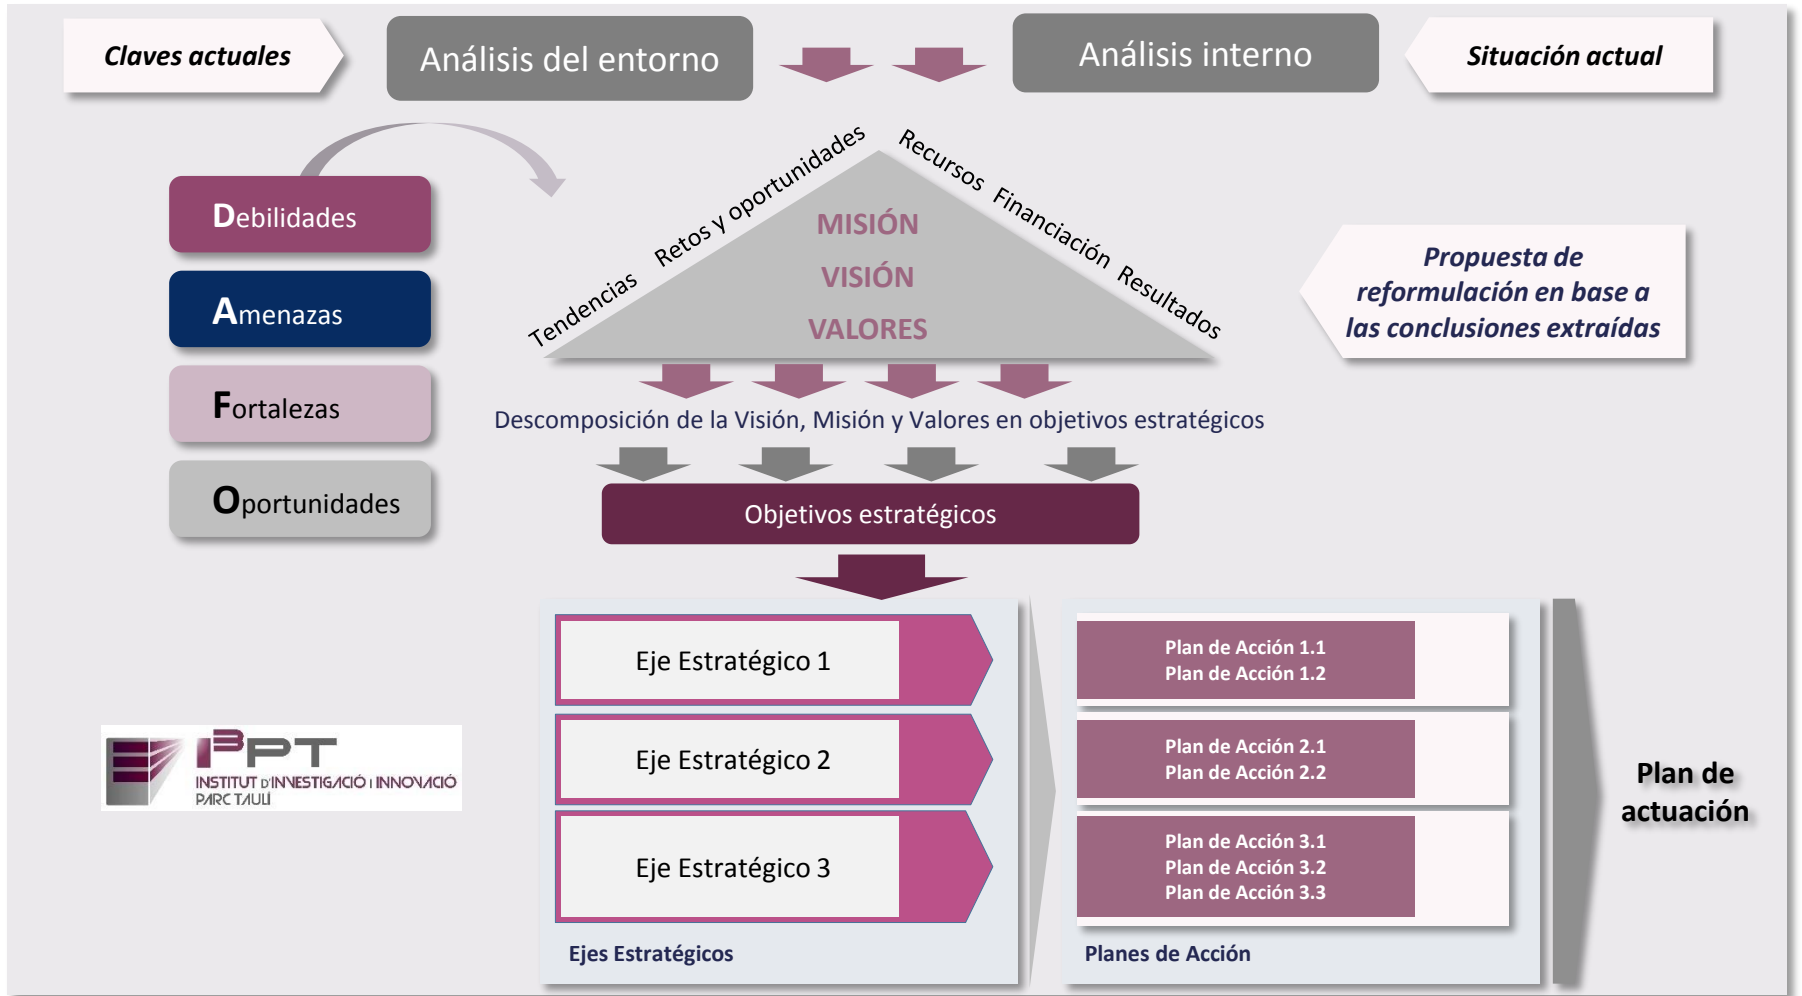 Claves actuales
Análisis del entorno
Análisis interno
Situación actual
Debilidades
Amenazas
Fortalezas
Oportunidades
Tendencias Retos y oportunidades
Recursos Financiación Resultados
MISIÓN
VISIÓN
VALORES
Propuesta de
reformulación en base a
las conclusiones extraídas
Descomposición de la Visión, Misión y Valores en objetivos estratégicos
Objetivos estratégicos
Eje Estratégico 1
Eje Estratégico 2
Eje Estratégico 3
Ejes Estratégicos
Plan de Acción 1.1
Plan de Acción 1.2
Plan de Acción 2.1
Plan de Acción 2.2
Plan de Acción 3.1
Plan de Acción 3.2
Plan de Acción 3.3
Planes de Acción
Plan de
actuación
I3PT
INSTITUT D'INVESTIGACIÓ I INNOVACIÓ
PARC TAULÍ